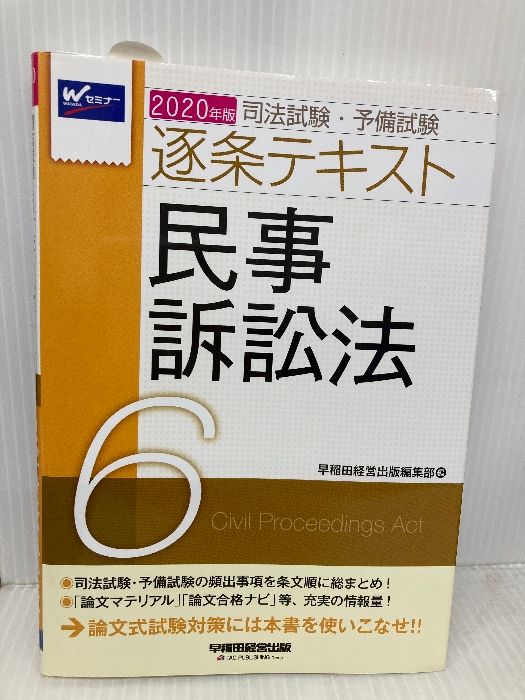 Wセミナー
WASEDA
2020年版 司法試験・予備試験
逐条テキスト
民事
訴訟法
6
早稲田経営出版編集部 編
Civil Proceedings Act
●司法試験・予備試験の頻出事項を条文順に総まとめ!
●「論文マテリアル」「論文合格ナビ」等、充実の情報量!
→論文式試験対策には本書を使いこなせ!!
早稲田経営出版
TAC PUBLISHING Group